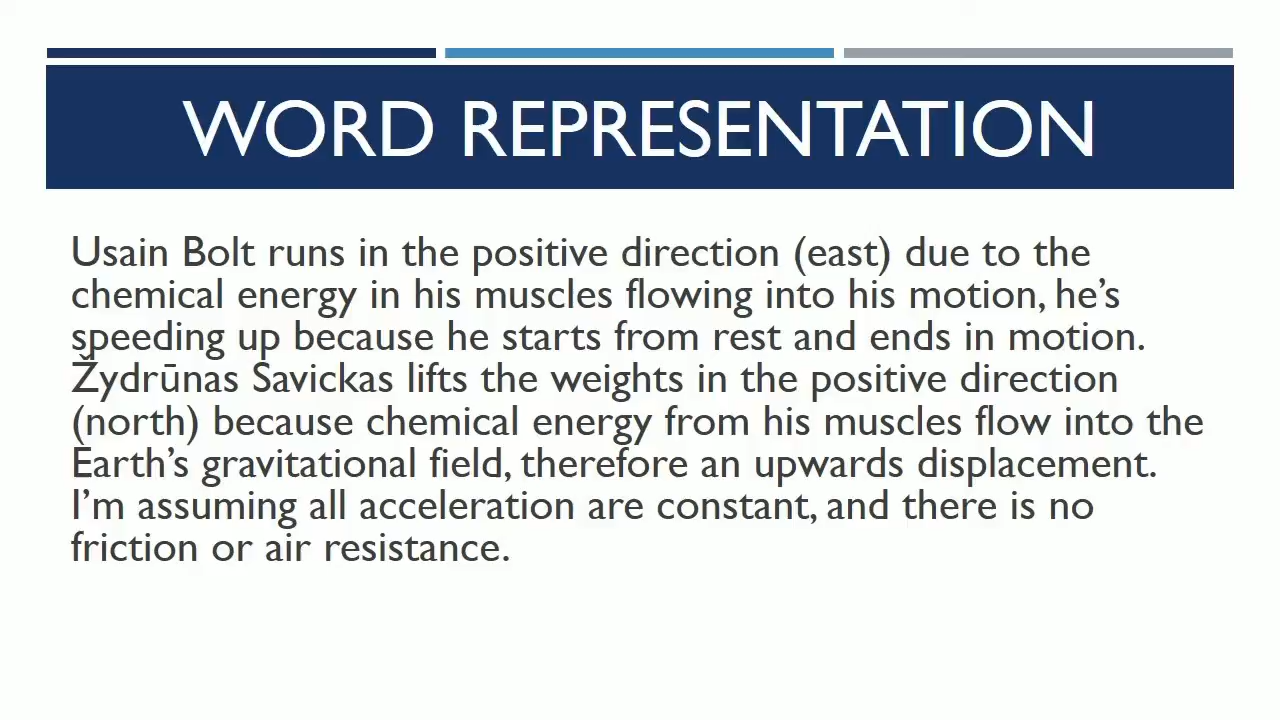 WORD REPRESENTATION
Usain Bolt runs in the positive direction (east) due to the
chemical energy in his muscles flowing into his motion, he’s
speeding up because he starts from rest and ends in motion.
Žydrūnas Savickas lifts the weights in the positive direction
(north) because chemical energy from his muscles flow into the
Earth’s gravitational field, therefore an upwards displacement.
I’m assuming all acceleration are constant, and there is no
friction or air resistance.